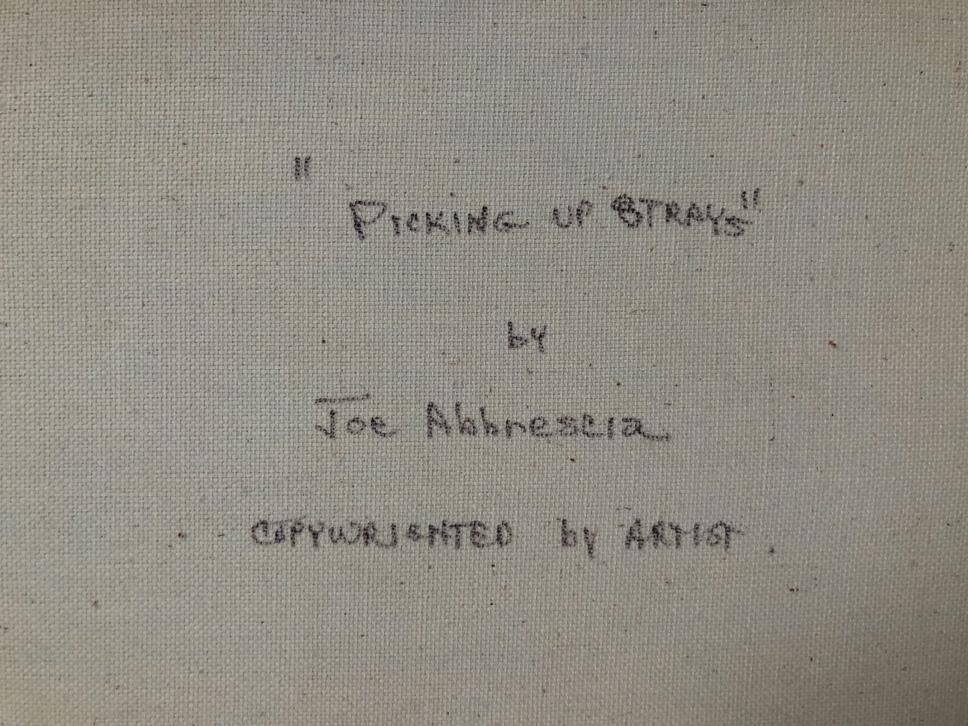 "
PICKING UP STRAYS"
by
Joe Abbrescia
COPYWRIGHTED by ARTIST.